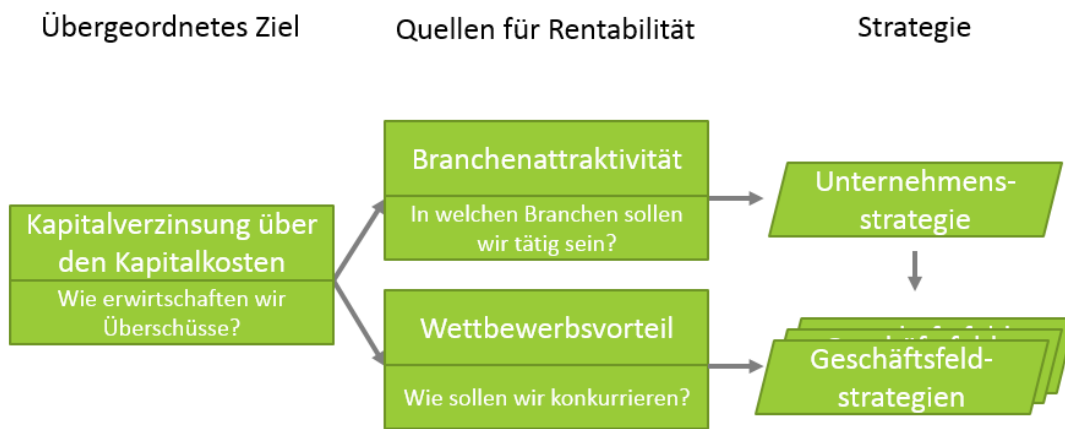 Übergeordnetes Ziel
Quellen für Rentabilität
Strategie
Kapitalverzinsung über
den Kapitalkosten
Wie erwirtschaften wir
Überschüsse?
Branchenattraktivität
In welchen Branchen sollen
wir tätig sein?
Wettbewerbsvorteil
Wie sollen wir konkurrieren?
Unternehmens-
strategie
Geschäftsfeld-
strategien